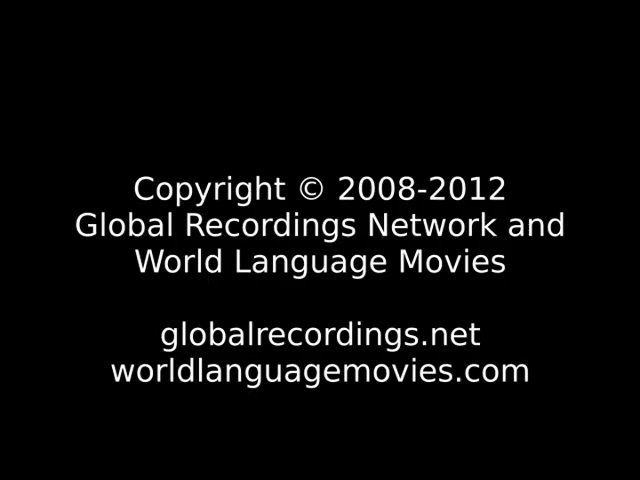 Copyright © 2008-2012
Global Recordings Network and
World Language Movies
globalrecordings.net
worldlanguagemovies.com